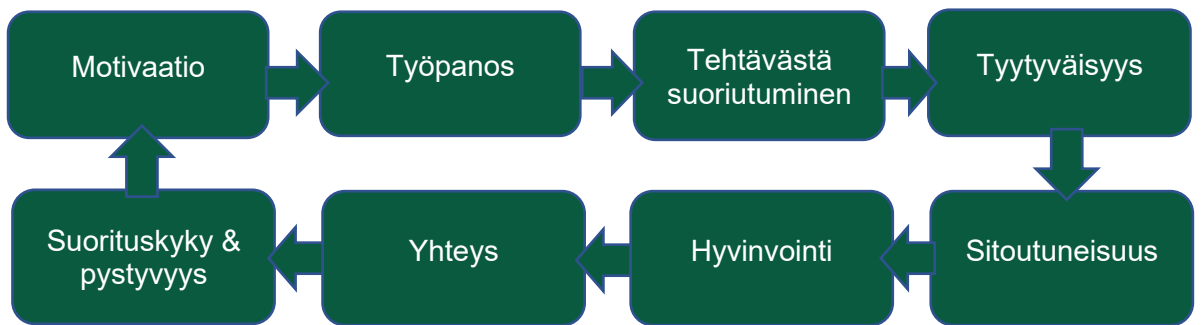 Motivaatio
Työpanos
Tehtävästä
suoriutuminen
Tyytyväisyys
Suorituskyky &
pystyvyys
Yhteys
Hyvinvointi
Sitoutuneisuus